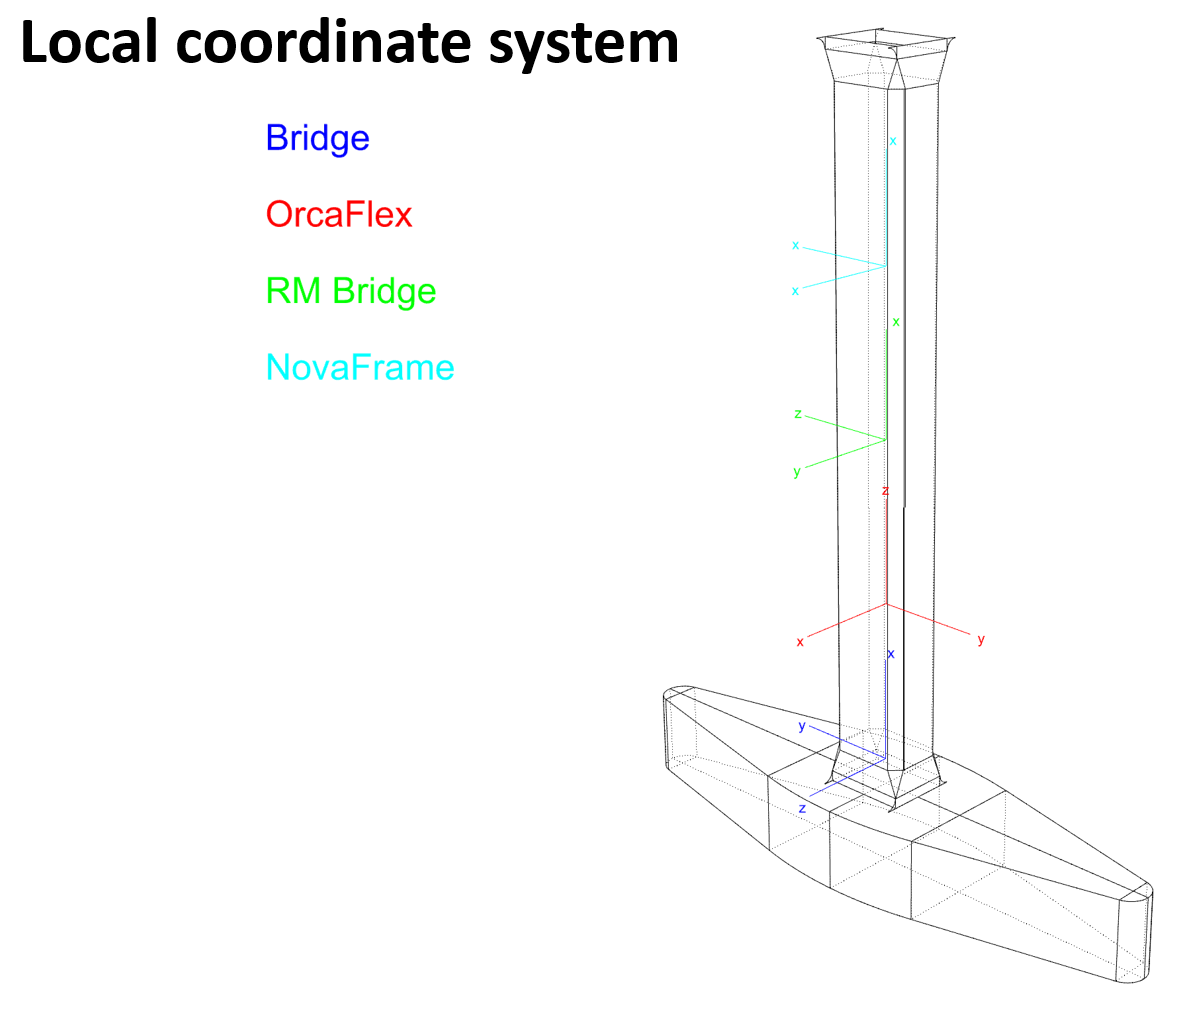 Local coordinate system
Bridge
OrcaFlex
RM Bridge
NovaFrame
x
x
x
x
z
y
z
x
y
x
y
z